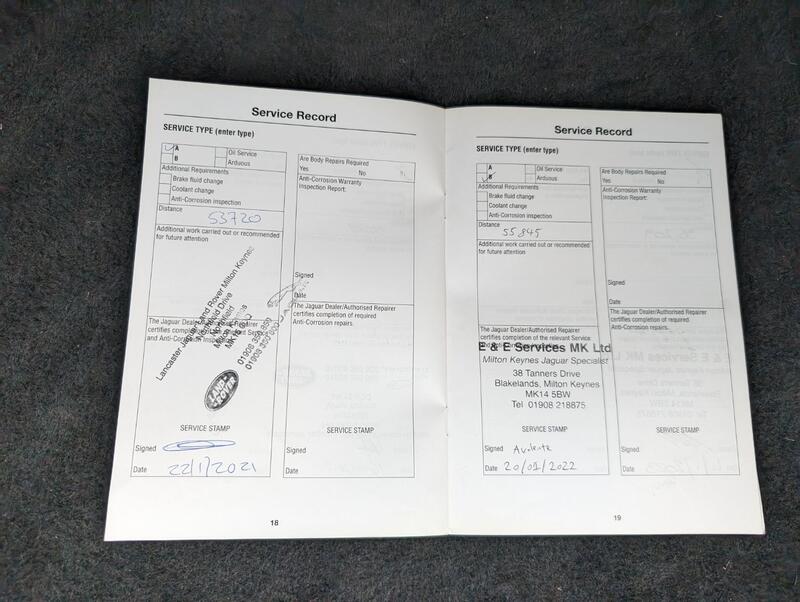 Service Record
SERVICE TYPE (enter type)
A
Oil Service
B
Arduous
Additional Requirements
Brake fluid change
Coolant change
Anti-Corrosion inspection
Distance
53720
Additional work carried out or recommended
for future attention
Lancaster Jaguar Land Rover Milton Keynes
Drive
Milton
01908
The Jaguar Dealer/Authorised Repairer
certifies completion
and Anti-Corrosion
LAND-
ROVER
SERVICE STAMP
Signed
Date 22/1/2021
Are Body Repairs Required
Yes No
Anti-Corrosion Warranty
Inspection Report:
Signed
Date
The Jaguar Dealer/Authorised Repairer
certifies completion of required
Anti-Corrosion repairs.
SERVICE STAMP
Signed
Date
18
Service Record
SERVICE TYPE (enter type)
A
Oil Service
B
Arduous
Additional Requirements
Brake fluid change
Coolant change
Anti-Corrosion inspection
Distance
55845
Additional work carried out or recommended
for future attention
The Jaguar Dealer/Authorised Repairer
certifies completion of the relevant Service
E & E Services MK Ltd
Milton Keynes Jaguar Specialist
38 Tanners Drive
Blakelands, Milton Keynes
MK14 5BW
Tel 01908 218875
SERVICE STAMP
Signed
Date 20/01/2022
Are Body Repairs Required
Yes No
Anti-Corrosion Warranty
Inspection Report:
Signed
Date
The Jaguar Dealer/Authorised Repairer
certifies completion of required
Anti-Corrosion repairs.
SERVICE STAMP
Signed
Date
19